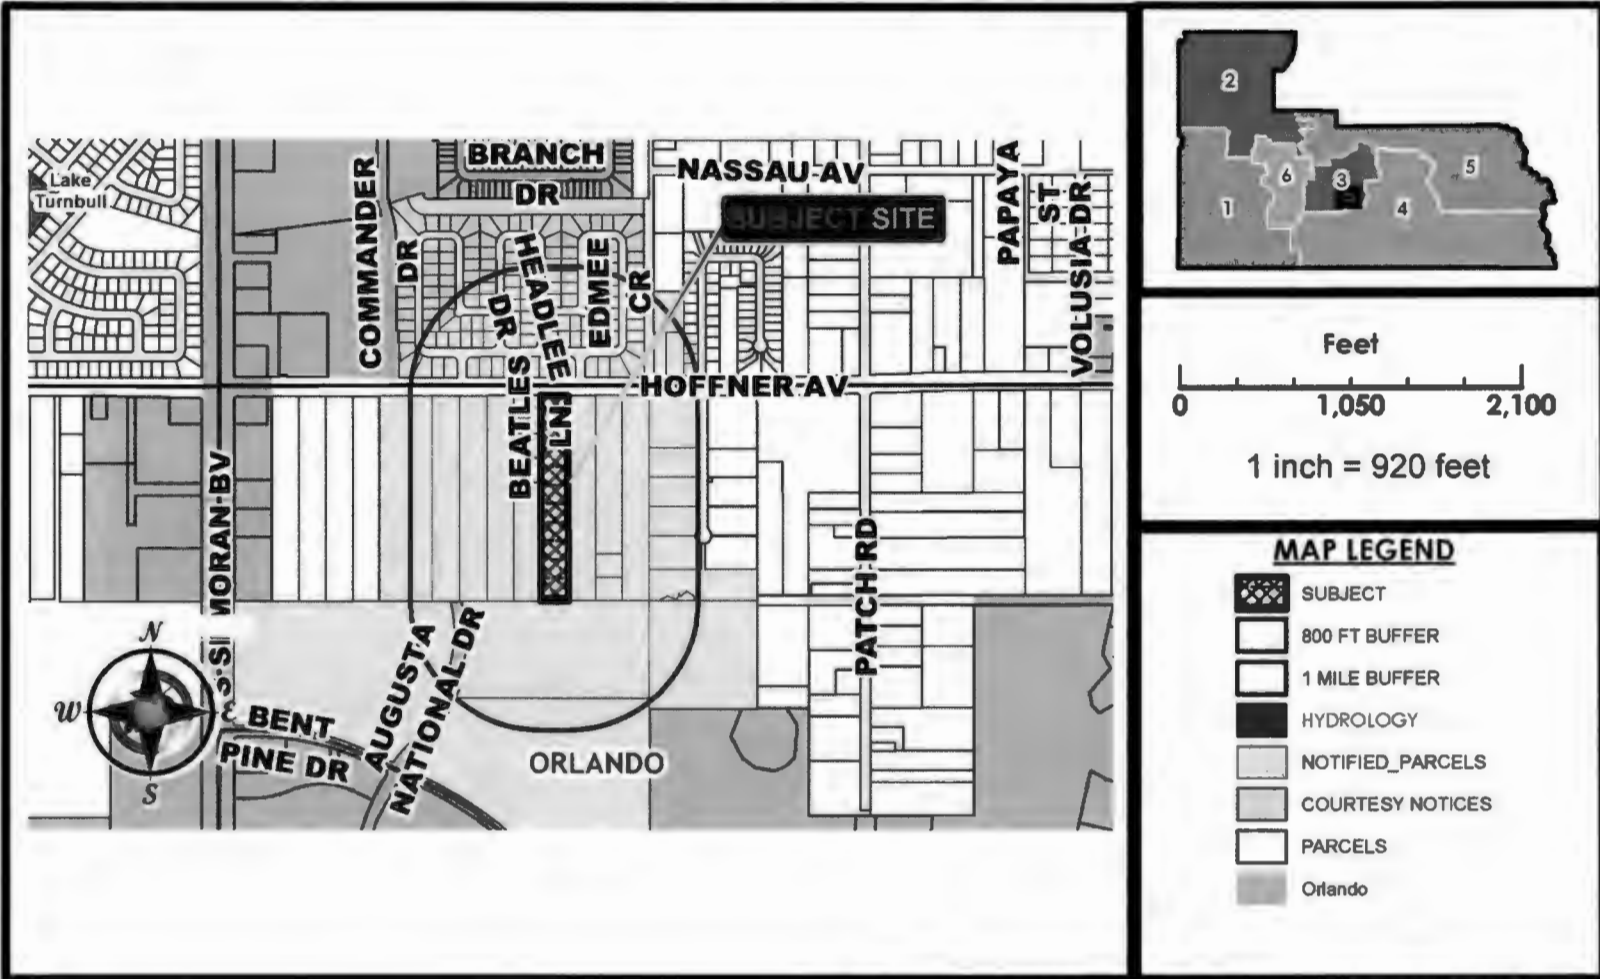 BRANCH
DR
NASSAU AV
PAPAYA
ST
VOLUSIA DR
Lake
Turnbull
COMMANDER
DR
SUBJECT SITE
HEADLEE LN
EDMEE
CR
BEATLES
DR
HOFFNER AV
MORAN BV
PATCH RD
N
W
E
S
S SI
BENT
PINE DR
AUGUSTA
NATIONAL DR
ORLANDO
2
6
3
5
1
4
Feet
0
1,050
2,100
1 inch = 920 feet
MAP LEGEND
SUBJECT
800 FT BUFFER
1 MILE BUFFER
HYDROLOGY
NOTIFIED_PARCELS
COURTESY NOTICES
PARCELS
Orlando